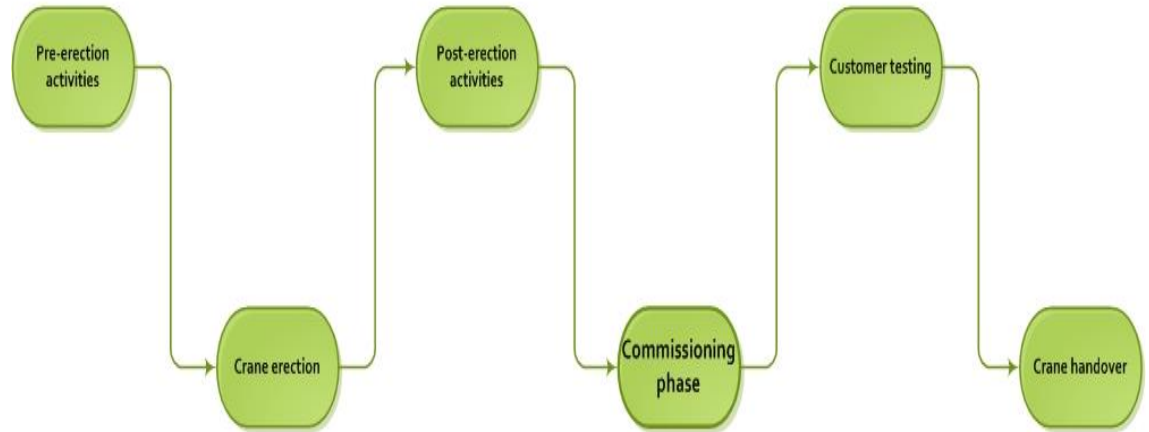 Pre-erection
activities
Crane erection
Post-erection
activities
Commissioning
phase
Customer testing
Crane handover